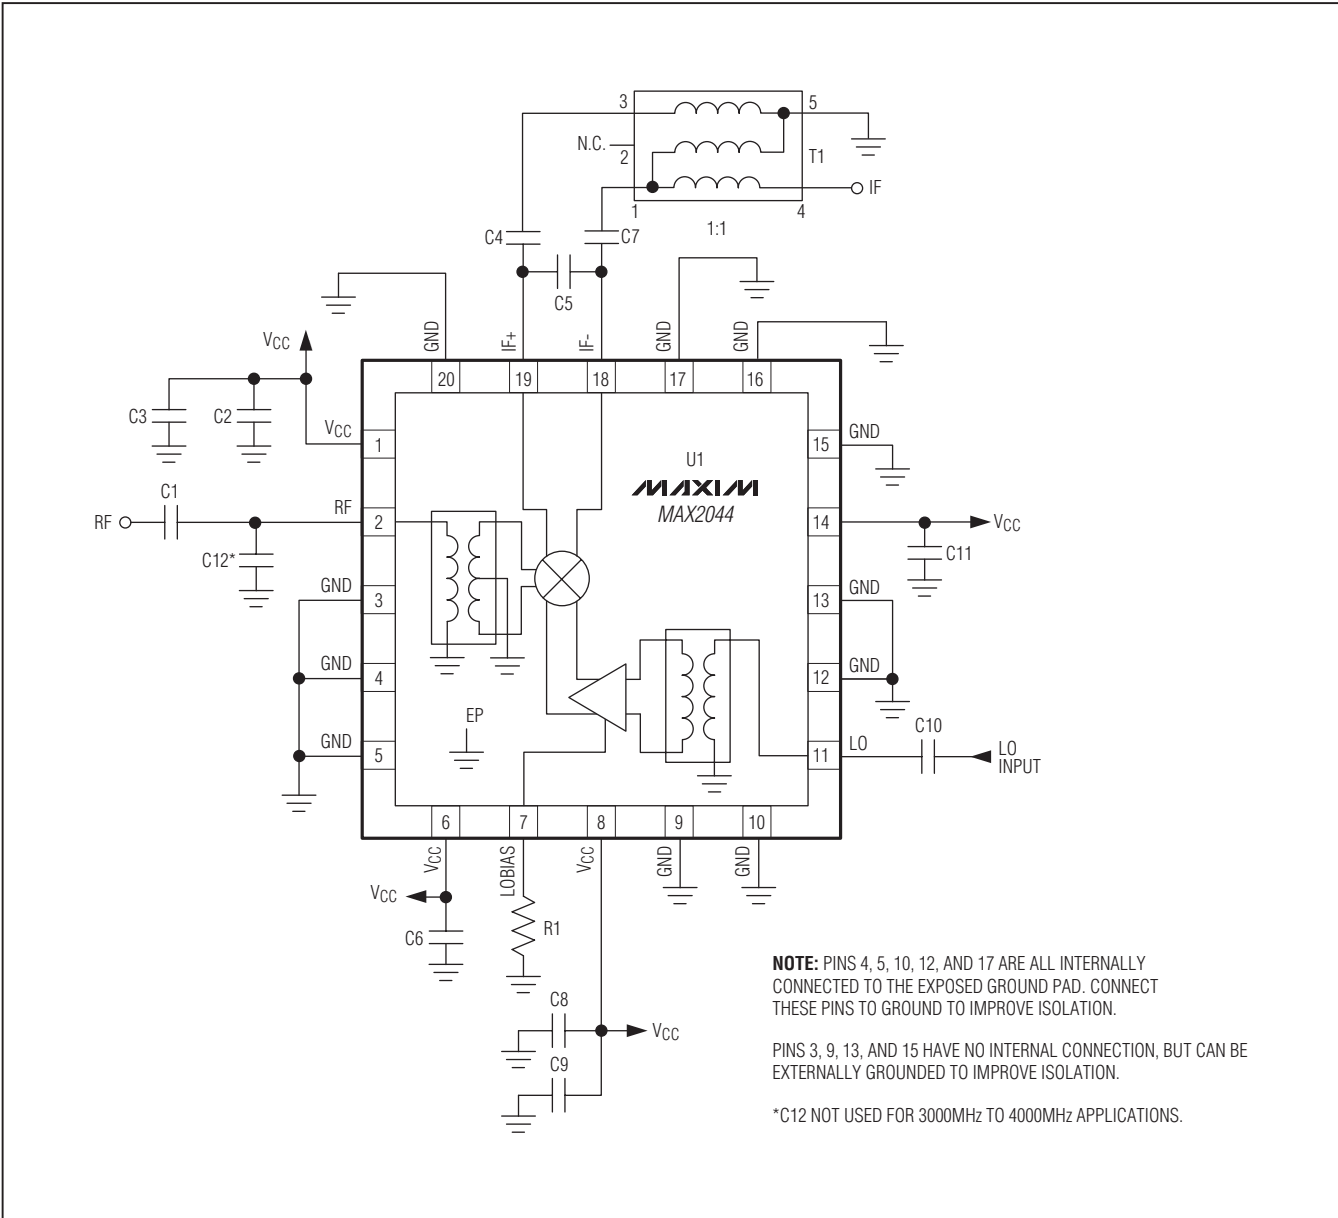 3
5
N.C.
2
T1
IF
1
4
1:1
C4
C7
C5
GND
IF+
IF-
GND
GND
VCC
20
19
18
17
16
C3
C2
VCC
1
15
GND
U1
MAXIM
MAX2044
C1
RF
RF
2
14
VCC
C12*
C11
GND
3
13
GND
GND
4
12
GND
EP
C10
GND
5
11
LO
LO
INPUT
6
7
8
9
10
VCC
LOBIAS
VCC
GND
GND
VCC
C6
R1
C8
VCC
C9
NOTE: PINS 4, 5, 10, 12, AND 17 ARE ALL INTERNALLY
CONNECTED TO THE EXPOSED GROUND PAD. CONNECT
THESE PINS TO GROUND TO IMPROVE ISOLATION.
PINS 3, 9, 13, AND 15 HAVE NO INTERNAL CONNECTION, BUT CAN BE
EXTERNALLY GROUNDED TO IMPROVE ISOLATION.
*C12 NOT USED FOR 3000MHz TO 4000MHz APPLICATIONS.